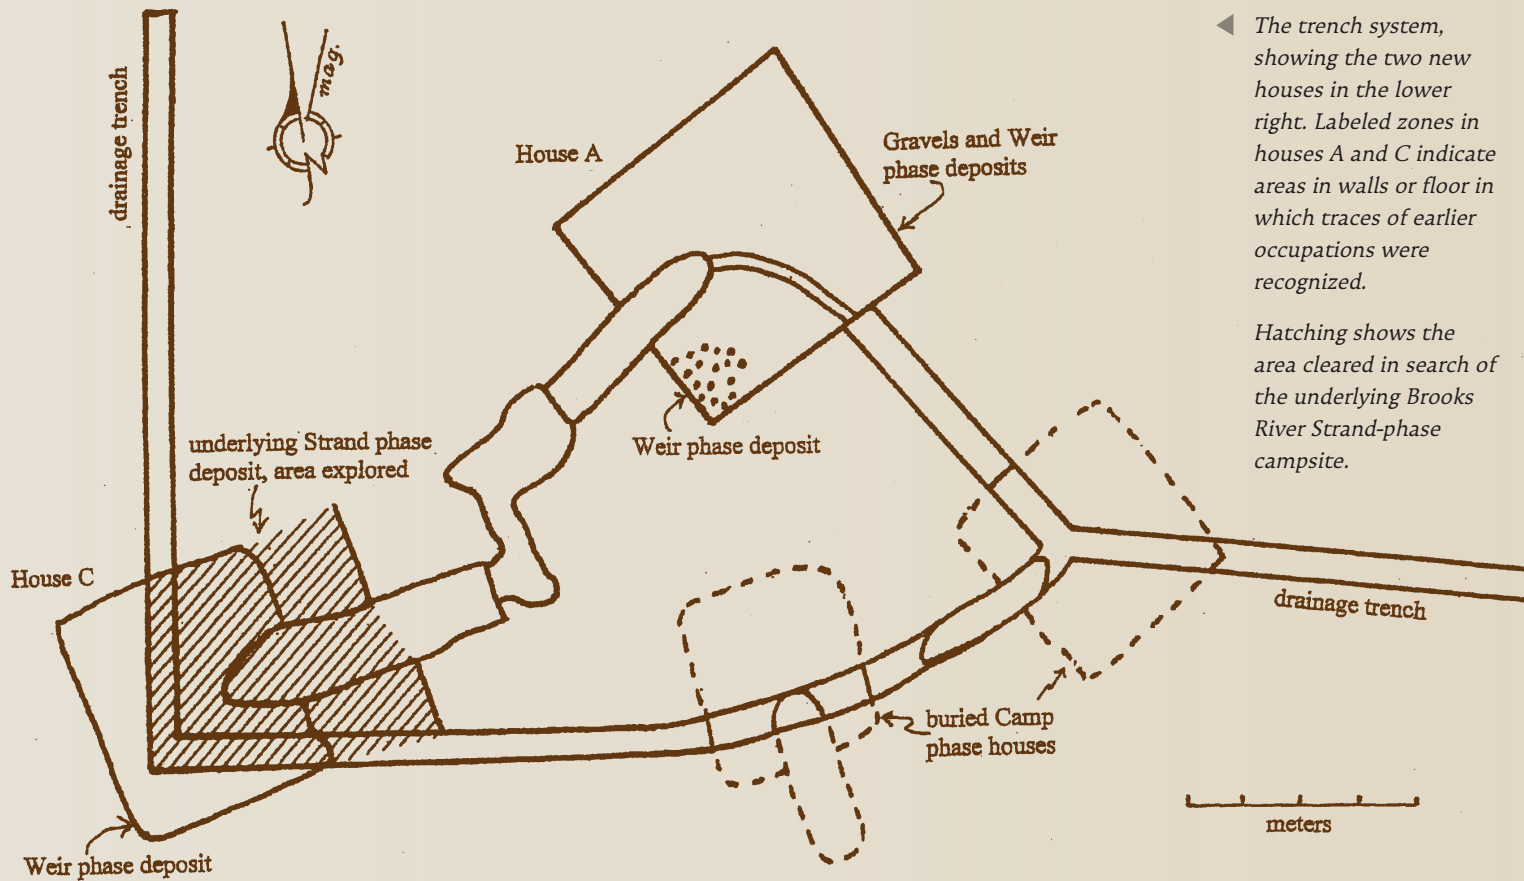 drainage trench
mag.
House A
Gravels and Weir
phase deposits
◀ The trench system,
showing the two new
houses in the lower
right. Labeled zones in
houses A and C indicate
areas in walls or floor in
which traces of earlier
occupations were
recognized.
Hatching shows the
area cleared in search of
the underlying Brooks
River Strand-phase
campsite.
underlying Strand phase
deposit, area explored
Weir phase deposit
House C
drainage trench
buried Camp
phase houses
meters
Weir phase deposit